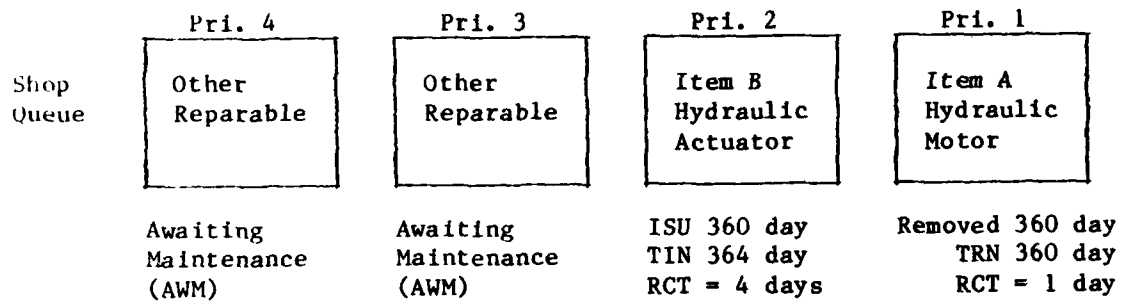 Pri. 4 Pri. 3 Pri. 2 Pri. 1
Shop Queue
Other Reparable
Other Reparable
Item B Hydraulic Actuator
Item A Hydraulic Motor
Awaiting Maintenance (AWM)
Awaiting Maintenance (AWM)
ISU 360 day
TIN 364 day
RCT = 4 days
Removed 360 day
TRN 360 day
RCT = 1 day